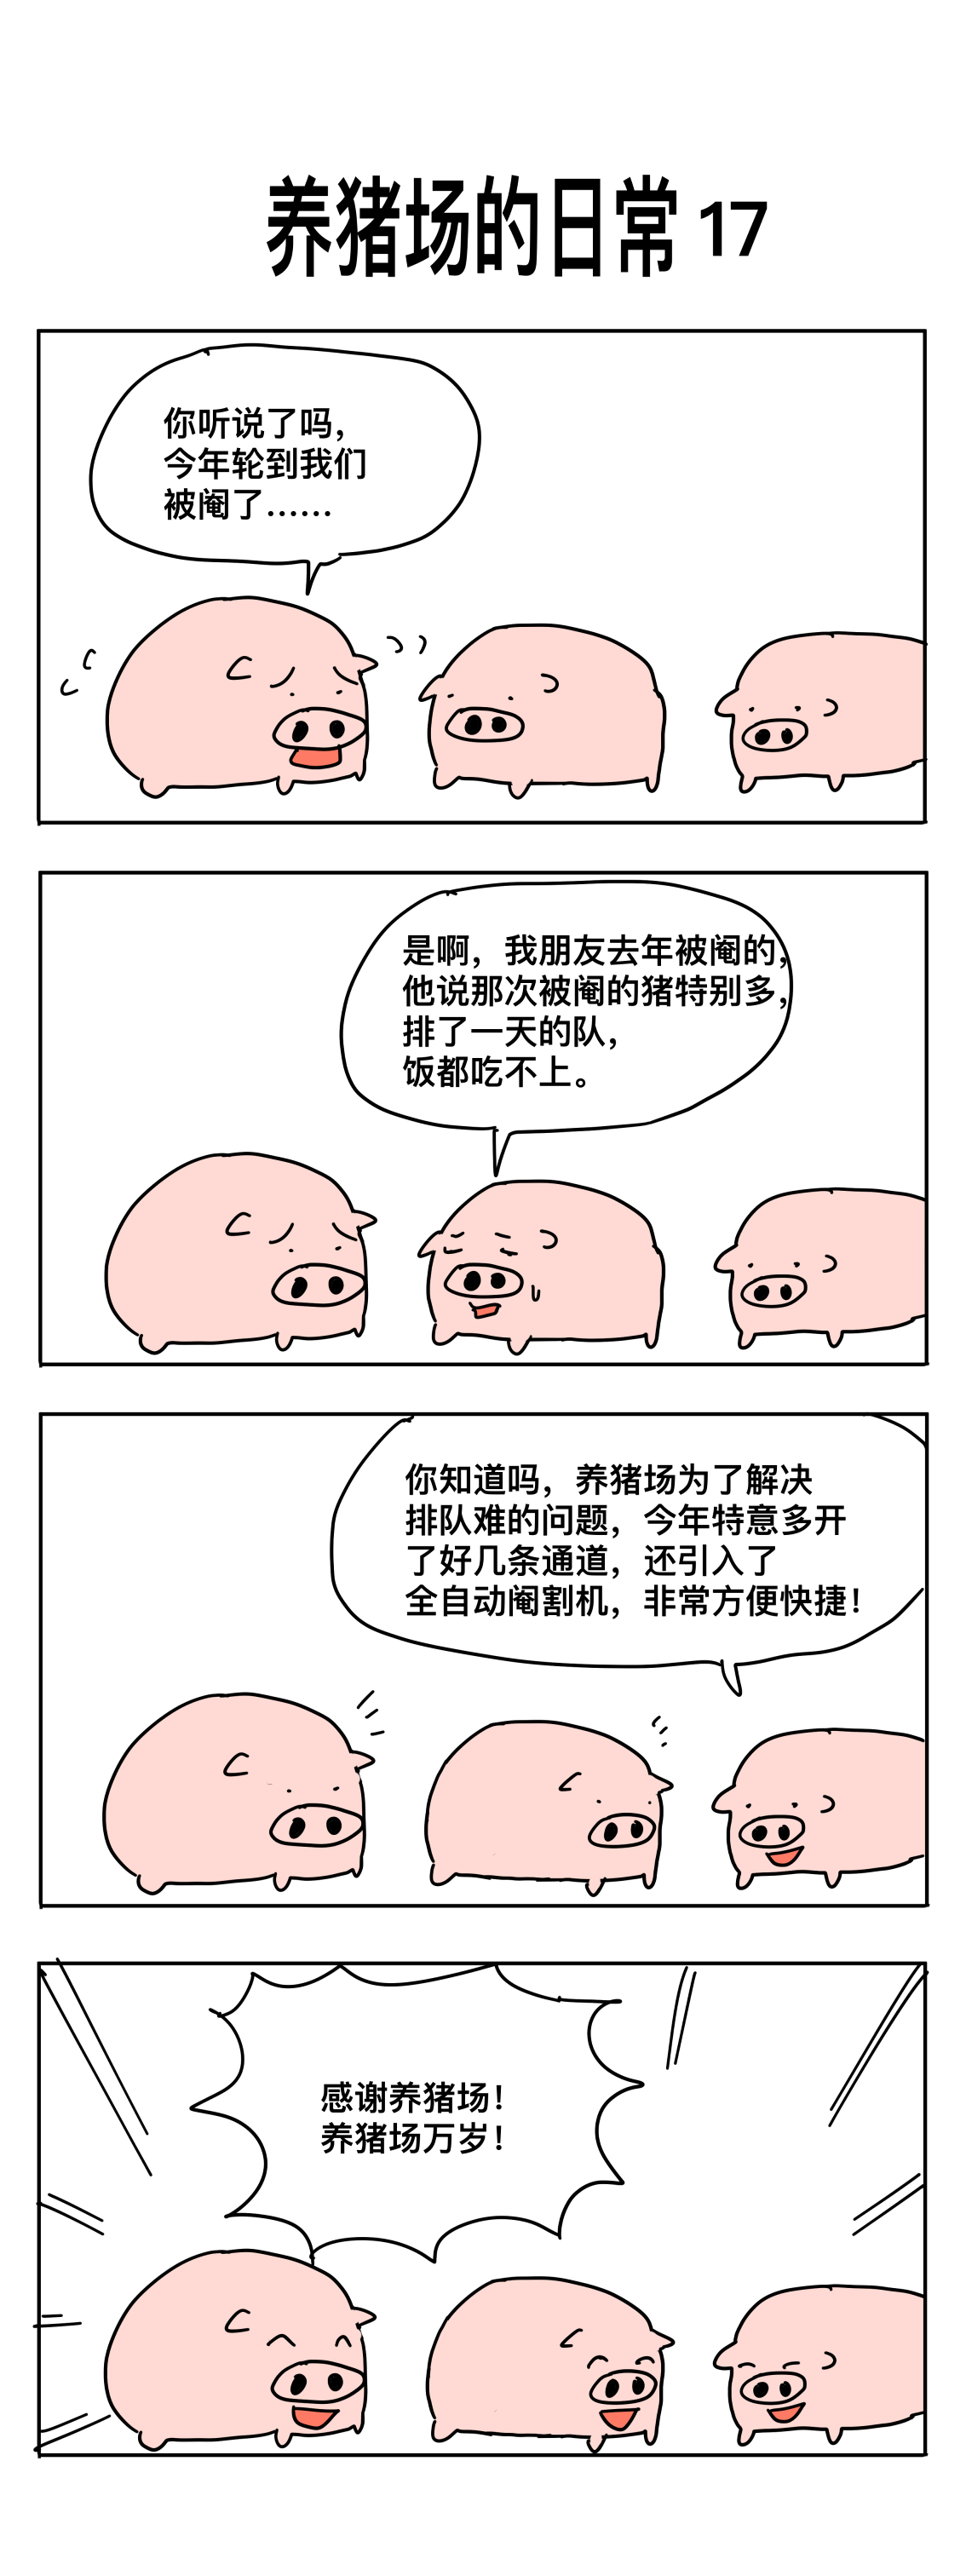 养猪场的日常 17
你听说了吗，
今年轮到我们
被阉了……
是啊，我朋友去年被阉的，
他说那次被阉的猪特别多，
排了一天的队，
饭都吃不上。
你知道吗，养猪场为了解决
排队难的问题，今年特意多开
了好几条通道，还引入了
全自动阉割机，非常方便快捷！
感谢养猪场！
养猪场万岁！